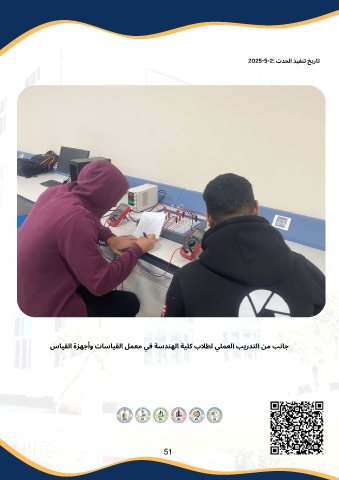 تاريخ تنفيذ الحدث :2-5-2025
جانب من التدريب العملي لطلاب كلية الهندسة في معمل القياسات وأجهزة القياس
51